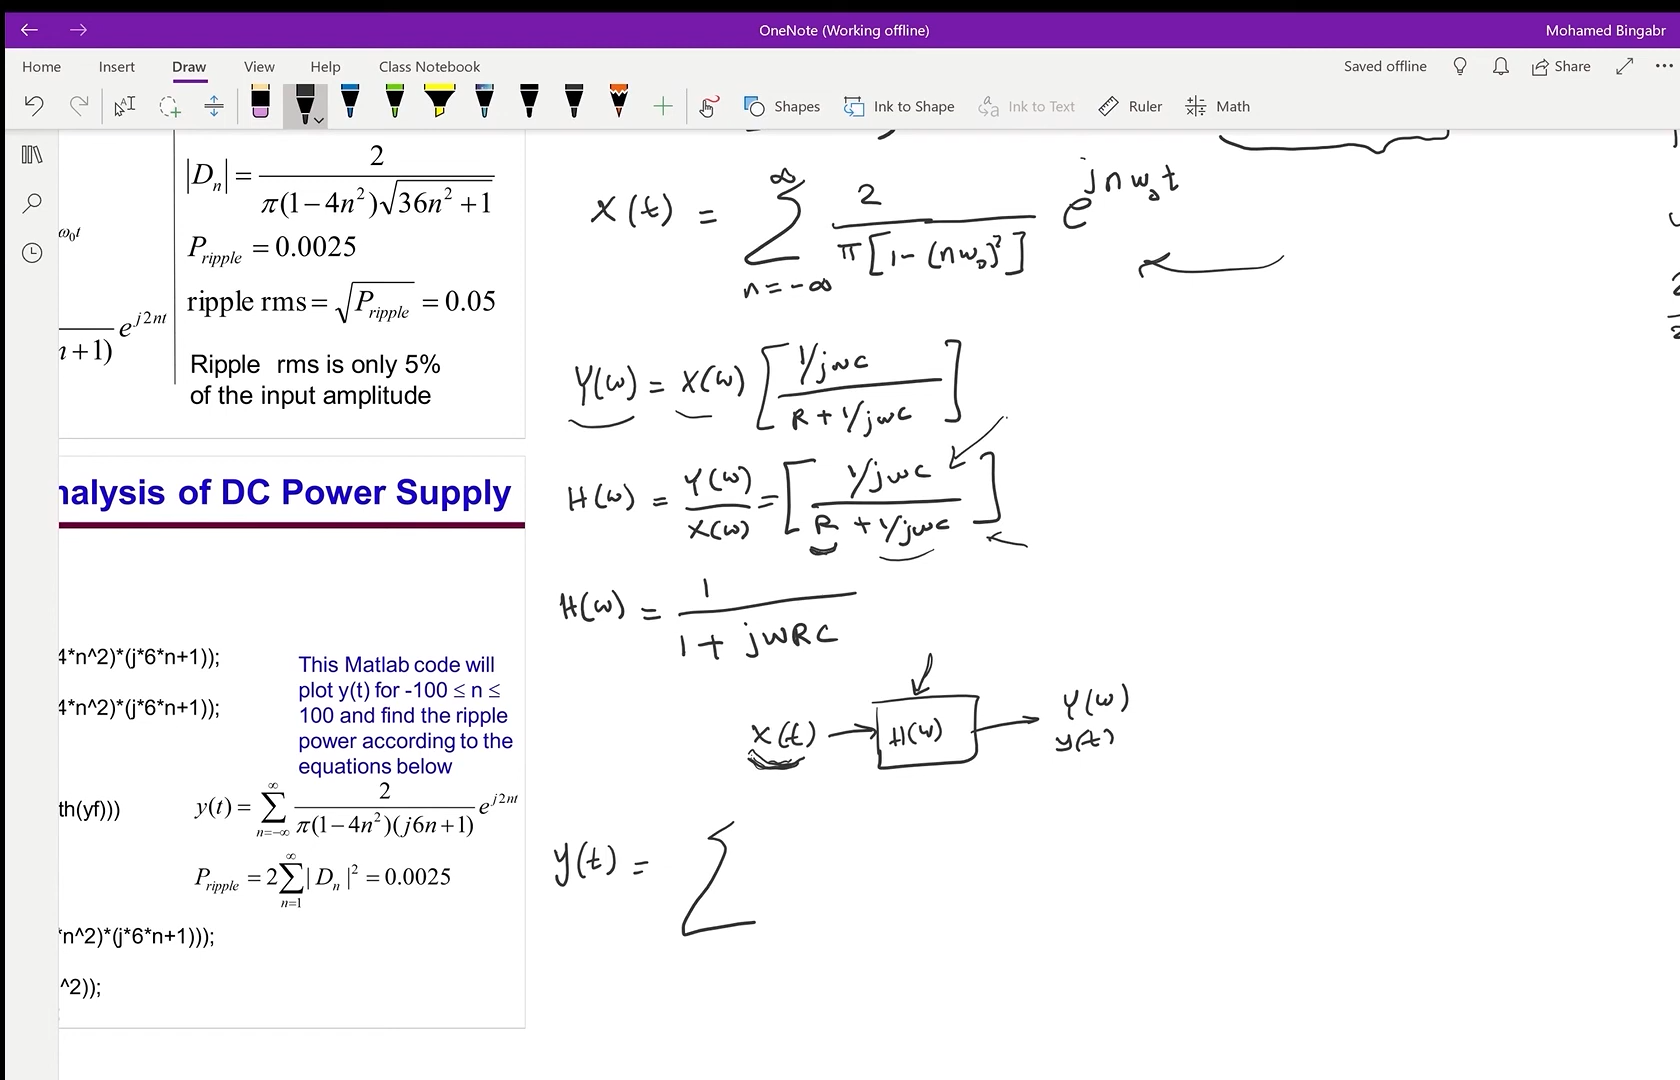 OneNote (Working offline)
Mohamed Bingabr
Home Insert Draw View Help Class Notebook
Saved offline Share
Shapes Ink to Shape Ink to Text Ruler Math
|Dₙ| = 2 / π(1−4n²)√(36n² + 1)
P_ripple = 0.0025
ripple rms = √P_ripple = 0.05
Ripple rms is only 5%
of the input amplitude
ω₀t
e^{j2nt}
n+1)
nalysis of DC Power Supply
4*n^2)*(j*6*n+1));
4*n^2)*(j*6*n+1));
th(yf)))
*n^2)*(j*6*n+1)));
^2));
This Matlab code will
plot y(t) for -100 ≤ n ≤
100 and find the ripple
power according to the
equations below
y(t) = ∑_{n=−∞}^{∞} 2 / π(1−4n²)(j6n+1) e^{j2nt}
P_ripple = 2∑_{n=1}^{∞} |Dₙ|² = 0.0025
x(t) = ∑_{n=-∞}^{∞} 2 / π[1-(nω₀)²] e^{jnω₀t}
Y(ω) = X(ω) [ 1/jωC / R + 1/jωC ]
H(ω) = Y(ω) / X(ω) = [ 1/jωC / R + 1/jωC ]
H(ω) = 1 / 1 + jωRC
x(t) → H(ω) → Y(ω)
y(t)
y(t) = ∑